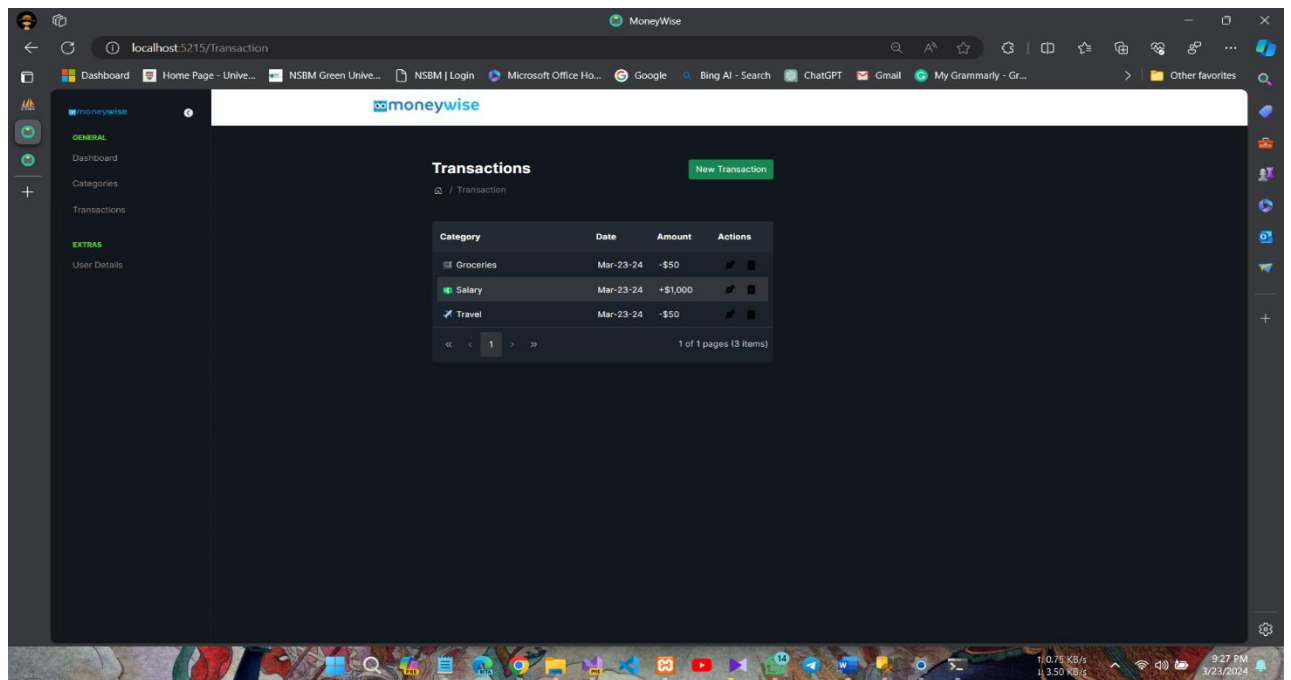 MoneyWise
localhost:5215/Transaction
Dashboard Home Page - Unive... NSBM Green Unive... NSBM | Login Microsoft Office Ho... Google Bing AI - Search ChatGPT Gmail My Grammarly - Gr... Other favorites
moneywise
moneywise
GENERAL
Dashboard
Categories
Transactions
EXTRAS
User Details
Transactions
New Transaction
/ Transaction
Category Date Amount Actions
Groceries Mar-23-24 -$50
Salary Mar-23-24 +$1,000
Travel Mar-23-24 -$50
« < 1 > » 1 of 1 pages (3 items)
14
↑: 0.75 KB/s
↓: 3.50 KB/s
9:27 PM
3/23/2024